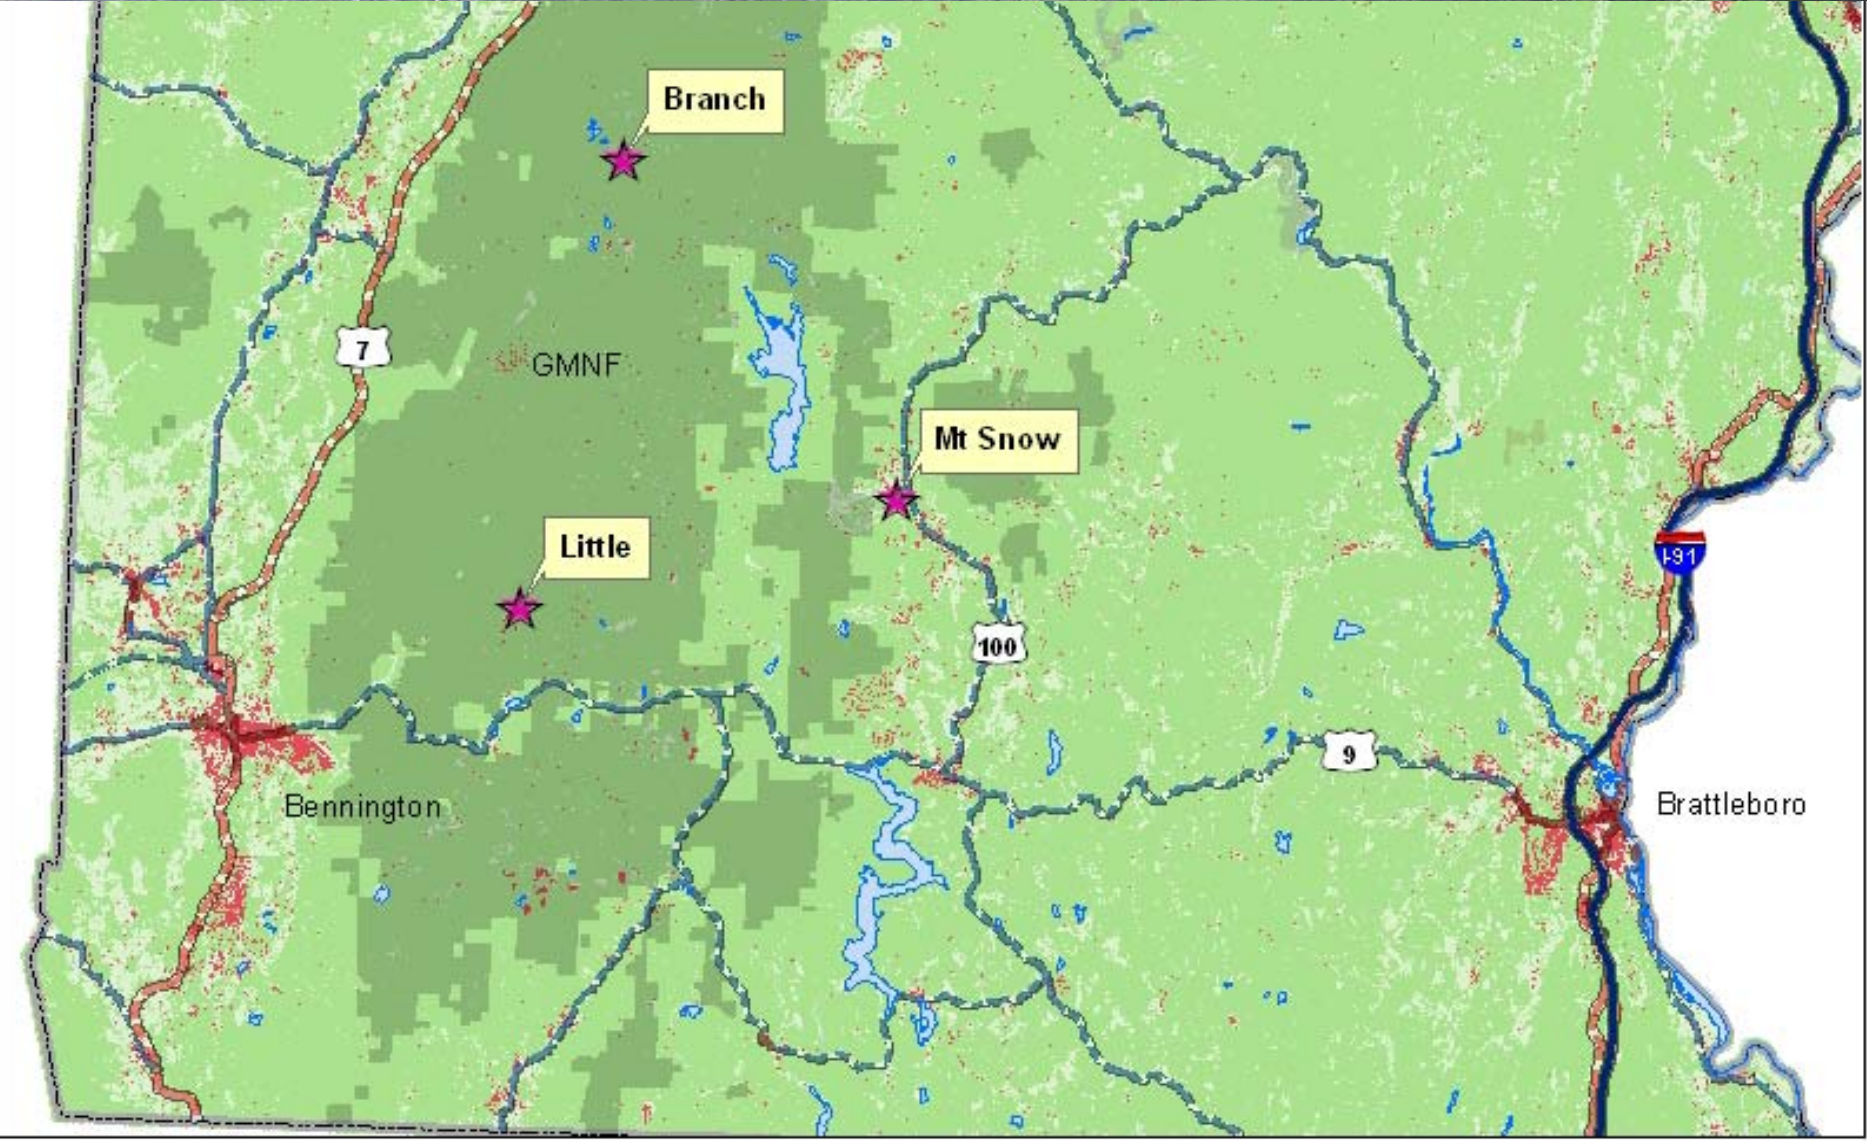 Branch
7
GMNF
Mt Snow
Little
I-91
100
9
Bennington
Brattleboro